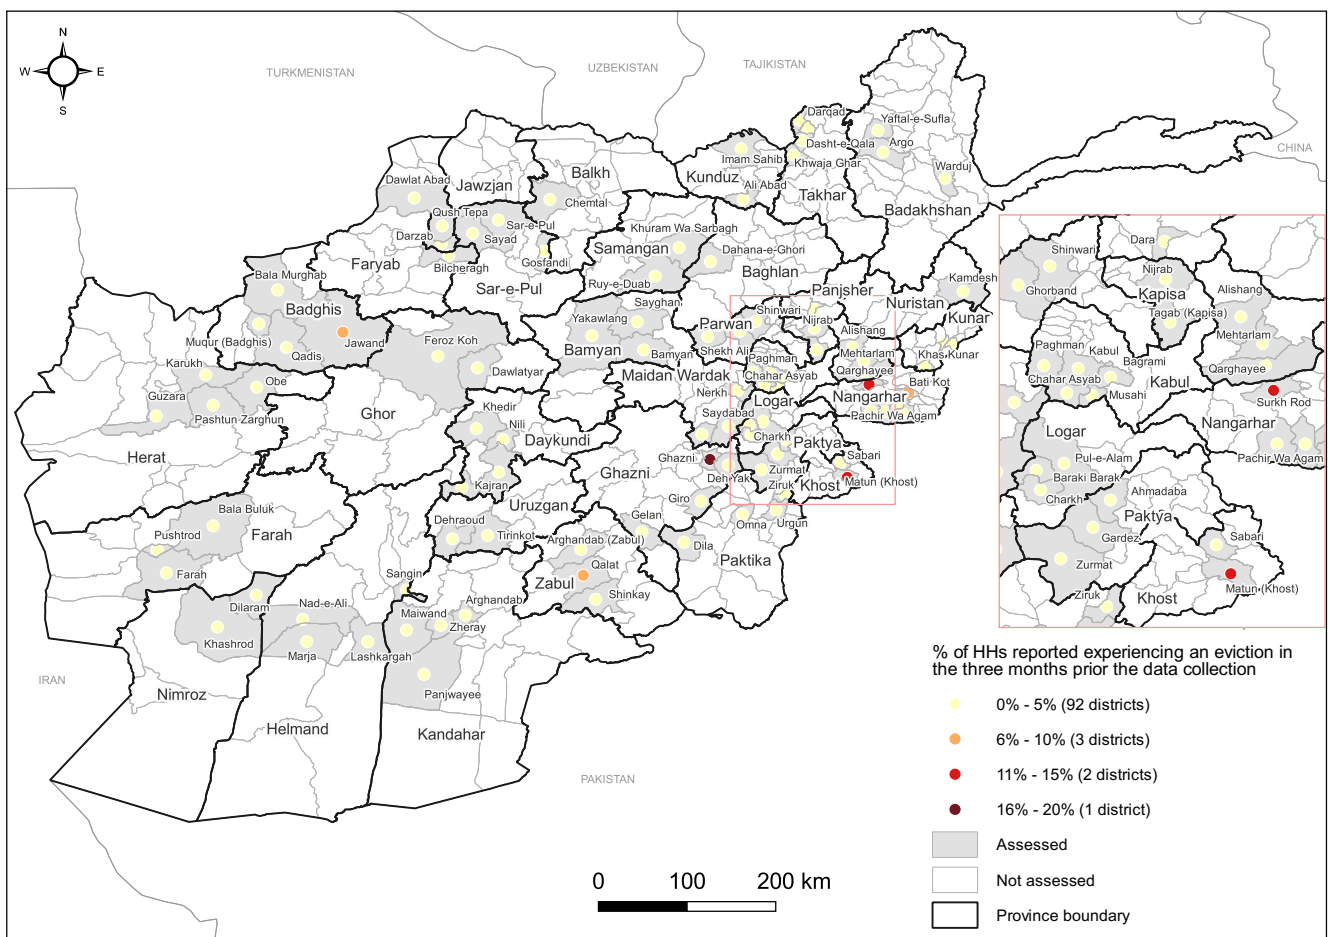 N
W
E
S
TURKMENISTAN
UZBEKISTAN
TAJIKISTAN
CHINA
IRAN
PAKISTAN
Darqad
Yaftal-e-Sufla
Dasht-e-Qala
Argo
Imam Sahib
Khwaja Ghar
Warduj
Kunduz
Ali Abad
Takhar
Badakhshan
Dawlat Abad
Jawzjan
Balkh
Chemtal
Qush Tepa
Sar-e-Pul
Darzab
Sayad
Khuram Wa Sarbagh
Samangan
Dahana-e-Ghori
Faryab
Bilcheragh
Gosfandi
Baghlan
Bala Murghab
Sar-e-Pul
Ruy-e-Duab
Panjsher
Kamdesh
Badghis
Sayghan
Nuristan
Kunar
Yakawlang
Parwan
Shinwari
Nijrab
Alishang
Muqur (Badghis)
Jawand
Feroz Koh
Bamyan
Bamyan
Shekh Ali
Paghman
Mehtarlam
Khas Kunar
Karukh
Qadis
Dawlatyar
Maidan Wardak
Chahar Asyab
Qarghayee
Bati Kot
Obe
Guzara
Nerkh
Logar
Nangarhar
Pashtun Zarghun
Ghor
Khedir
Nili
Saydabad
Pachir Wa Agam
Daykundi
Charkh
Paktya
Herat
Ghazni
Ghazni
Sabari
Deh Yak
Zurmat
Kajran
Ziruk
Khost
Matun (Khost)
Giro
Uruzgan
Bala Buluk
Gelan
Omna
Urgun
Pushtrod
Farah
Dehraoud
Tirinkot
Arghandab (Zabul)
Dila
Paktika
Farah
Sangin
Qalat
Zabul
Shinkay
Dilaram
Nad-e-Ali
Maiwand
Arghandab
Zheray
Khashrod
Marja
Lashkargah
Panjwayee
Nimroz
Helmand
Kandahar
Shinwari
Dara
Nijrab
Ghorband
Kapisa
Alishang
Tagab (Kapisa)
Mehtarlam
Paghman
Kabul
Bagrami
Qarghayee
Chahar Asyab
Kabul
Musahi
Surkh Rod
Logar
Nangarhar
Pul-e-Alam
Pachir Wa Agam
Baraki Barak
Charkh
Ahmadaba
Paktya
Gardez
Sabari
Zurmat
Ziruk
Khost
Matun (Khost)
% of HHs reported experiencing an eviction in
the three months prior the data collection
0% - 5% (92 districts)
6% - 10% (3 districts)
11% - 15% (2 districts)
16% - 20% (1 district)
Assessed
Not assessed
Province boundary
0 100 200 km